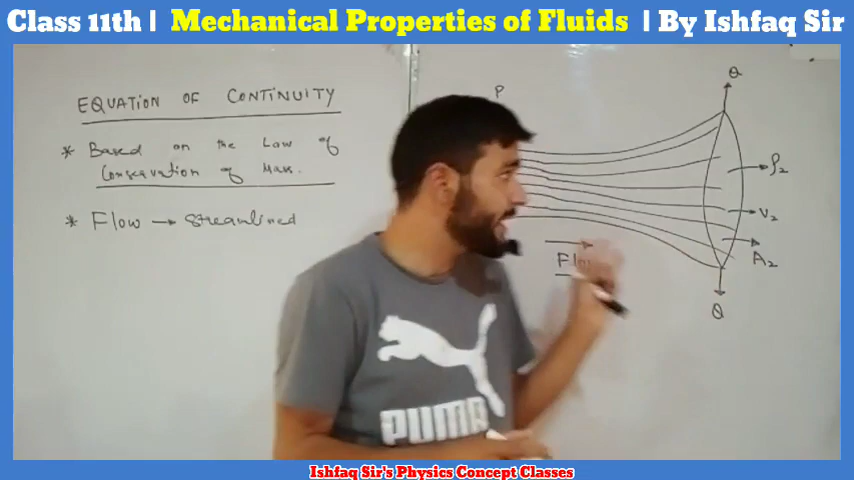 Class 11th | Mechanical Properties of Fluids | By Ishfaq Sir
EQUATION OF CONTINUITY
* Based on the Law of
Conservation of Mass.
* Flow → Streamlined
P
Q
ρ₂
V₂
A₂
Q
PUMA
Ishfaq Sir's Physics Concept Classes